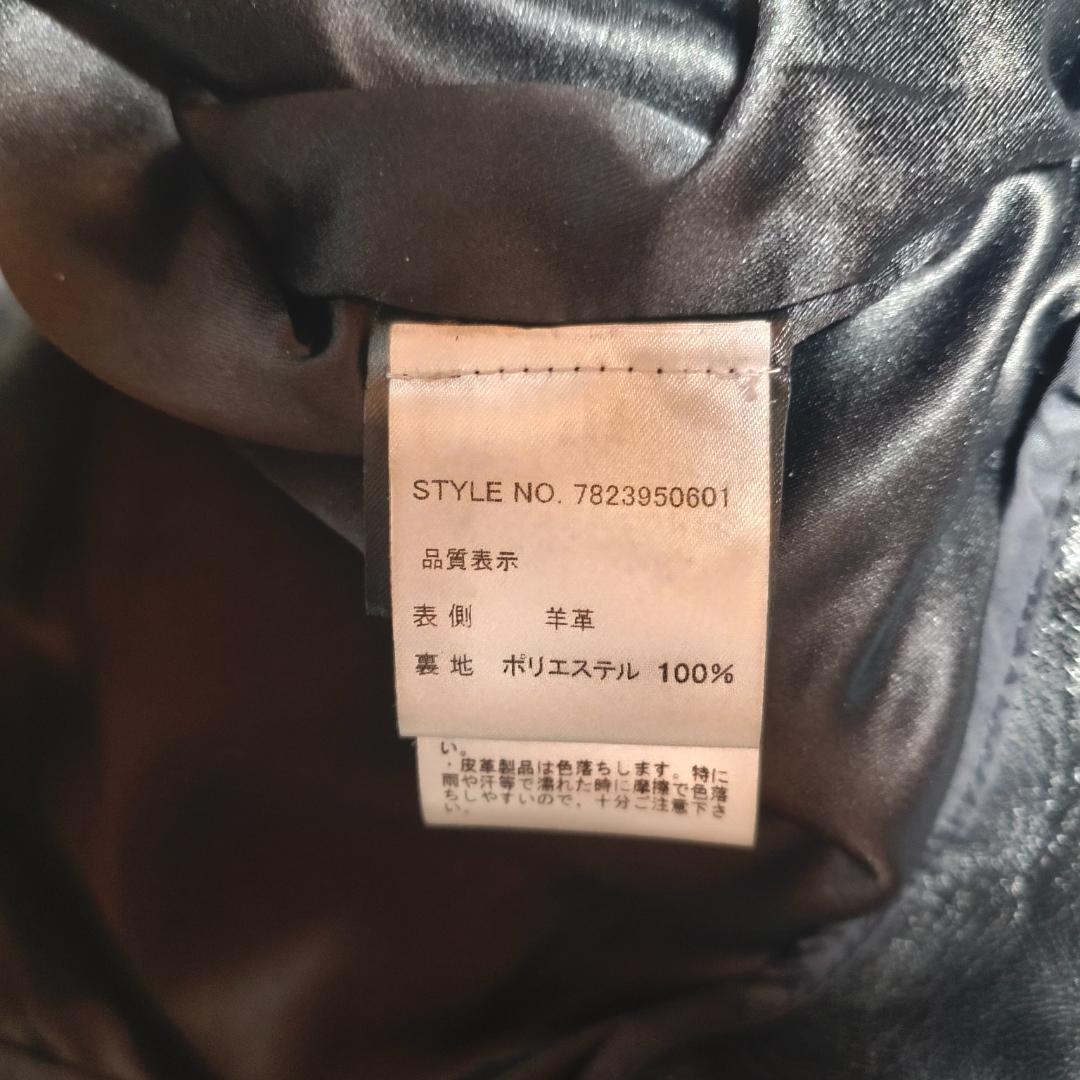 STYLE NO. 7823950601
品質表示
表側 羊革
裏地 ポリエステル 100%
い。
・皮革製品は色落ちします。特に
雨や汗等で濡れた時に摩擦で色落
ちしやすいので、十分ご注意下さ
い。